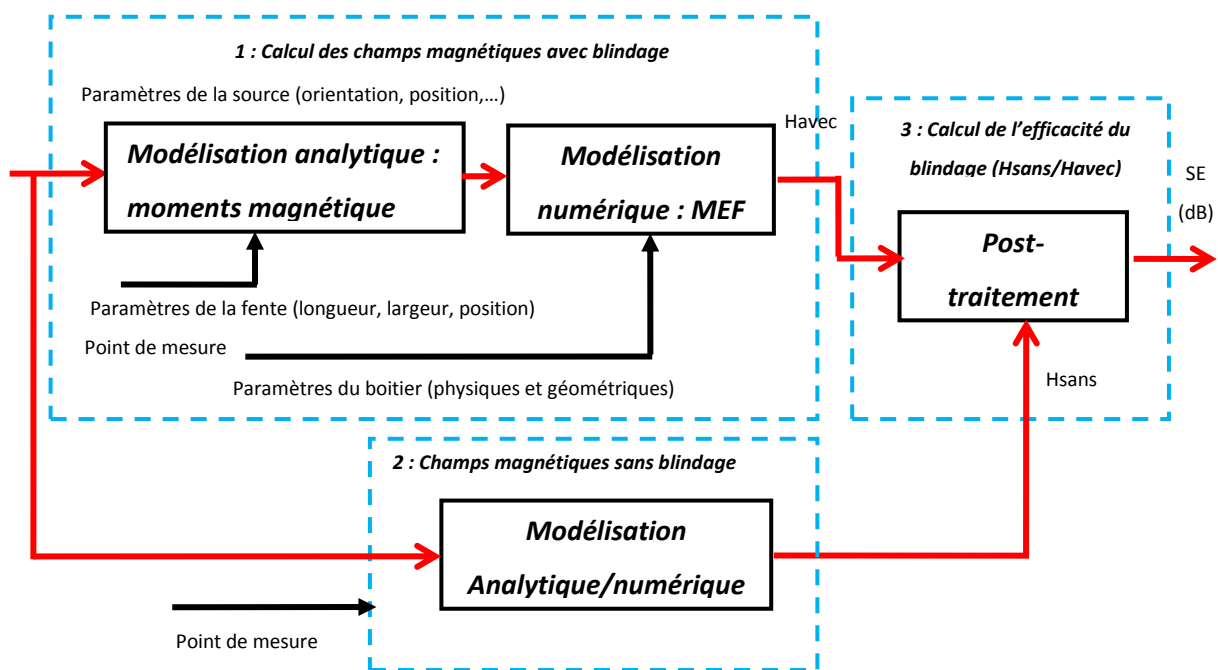 1 : Calcul des champs magnétiques avec blindage
Paramètres de la source (orientation, position,...)
Modélisation analytique :
moments magnétique
Modélisation
numérique : MEF
Havec
Paramètres de la fente (longueur, largeur, position)
Point de mesure
Paramètres du boitier (physiques et géométriques)
3 : Calcul de l'efficacité du
blindage (Hsans/Havec)
SE
(dB)
Post-
traitement
Hsans
2 : Champs magnétiques sans blindage
Modélisation
Analytique/numérique
Point de mesure